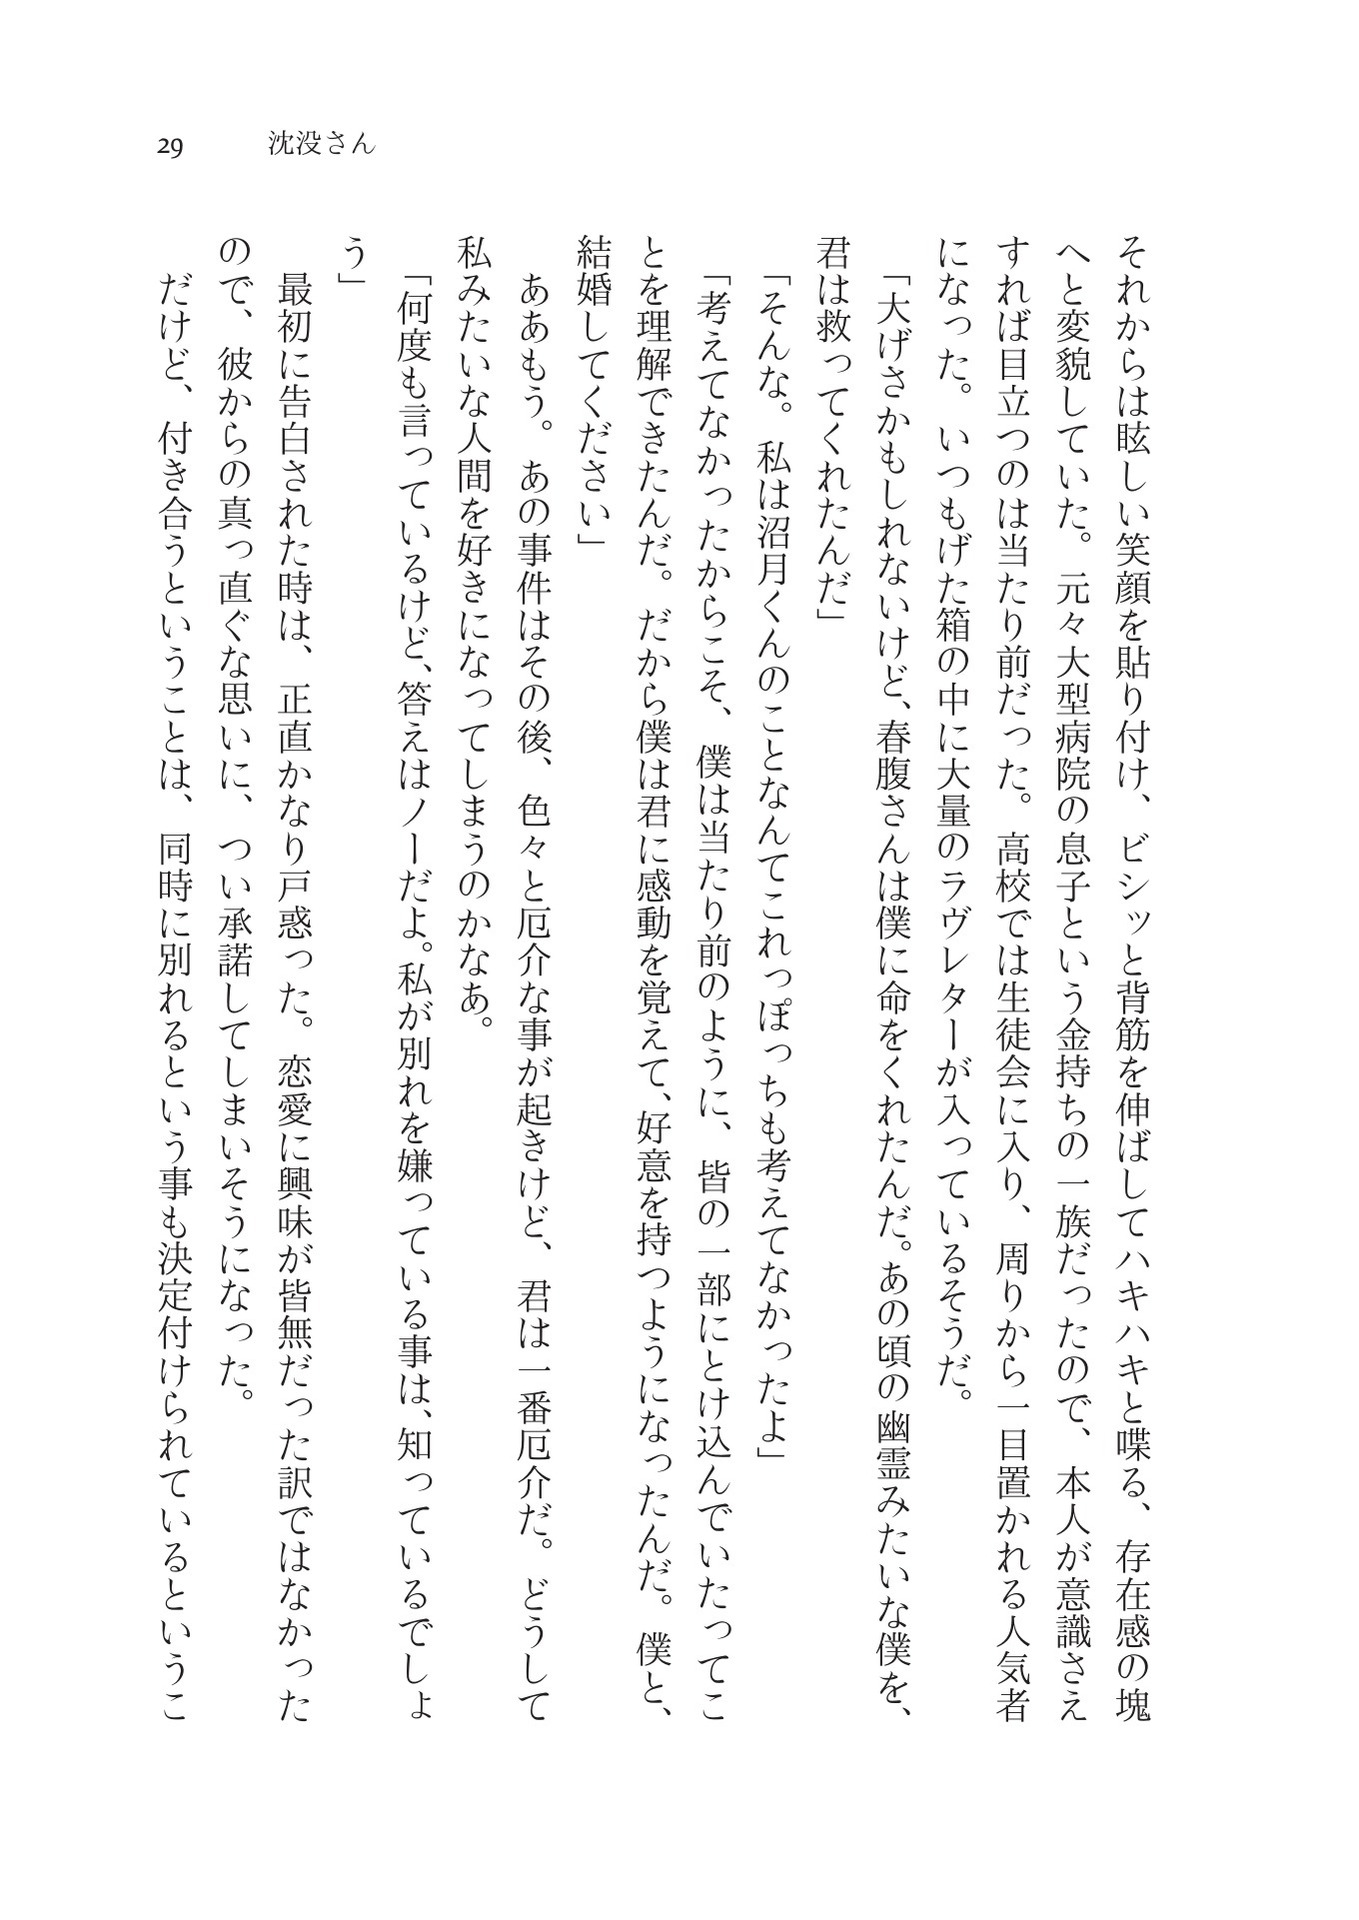 29 沈没さん
それからは眩しい笑顔を貼り付け、ビシッと背筋を伸ばしてハキハキと喋る、存在感の塊
へと変貌していた。元々大型病院の息子という金持ちの一族だったので、本人が意識さえ
すれば目立つのは当たり前だった。高校では生徒会に入り、周りから一目置かれる人気者
になった。いつもげた箱の中に大量のラヴレターが入っているそうだ。
「大げさかもしれないけど、春腹さんは僕に命をくれたんだ。あの頃の幽霊みたいな僕を、
君は救ってくれたんだ」
「そんな。私は沼月くんのことなんてこれっぽっちも考えてなかったよ」
「考えてなかったからこそ、僕は当たり前のように、皆の一部にとけ込んでいたってこ
とを理解できたんだ。だから僕は君に感動を覚えて、好意を持つようになったんだ。僕と、
結婚してください」
ああもう。あの事件はその後、色々と厄介な事が起きけど、君は一番厄介だ。どうして
私みたいな人間を好きになってしまうのかなあ。
「何度も言っているけど、答えはノーだよ。私が別れを嫌っている事は、知っているでしょ
う」
最初に告白された時は、正直かなり戸惑った。恋愛に興味が皆無だった訳ではなかった
ので、彼からの真っ直ぐな思いに、つい承諾してしまいそうになった。
だけど、付き合うということは、同時に別れるという事も決定付けられているというこ